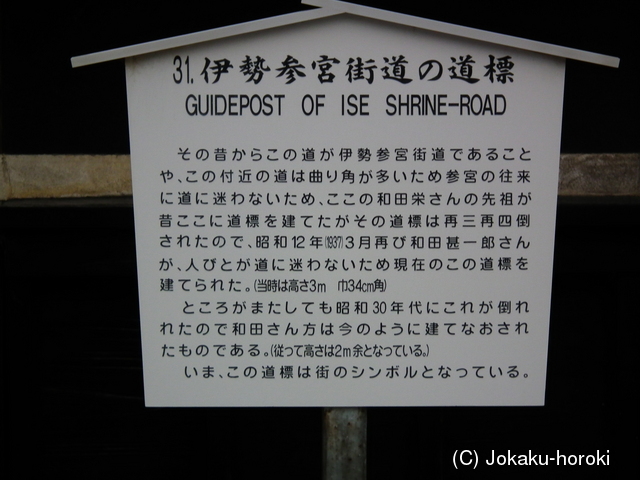 31.伊勢参宮街道の道標
GUIDEPOST OF ISE SHRINE-ROAD
その昔からこの道が伊勢参宮街道であること
や、この付近の道は曲り角が多いため参宮の往来
に道に迷わないため、ここの和田栄さんの先祖が
昔ここに道標を建てたがその道標は再三再四倒
されたので、昭和12年(1937)3月再び和田甚一郎さん
が、人びとが道に迷わないため現在のこの道標を
建てられた。(当時は高さ3m 巾34cm角)
ところがまたしても昭和30年代にこれが倒れ
れたので和田さん方は今のように建てなおされ
たものである。(従って高さは2m余となっている。)
いま、この道標は街のシンボルとなっている。
(C) Jokaku-horoki